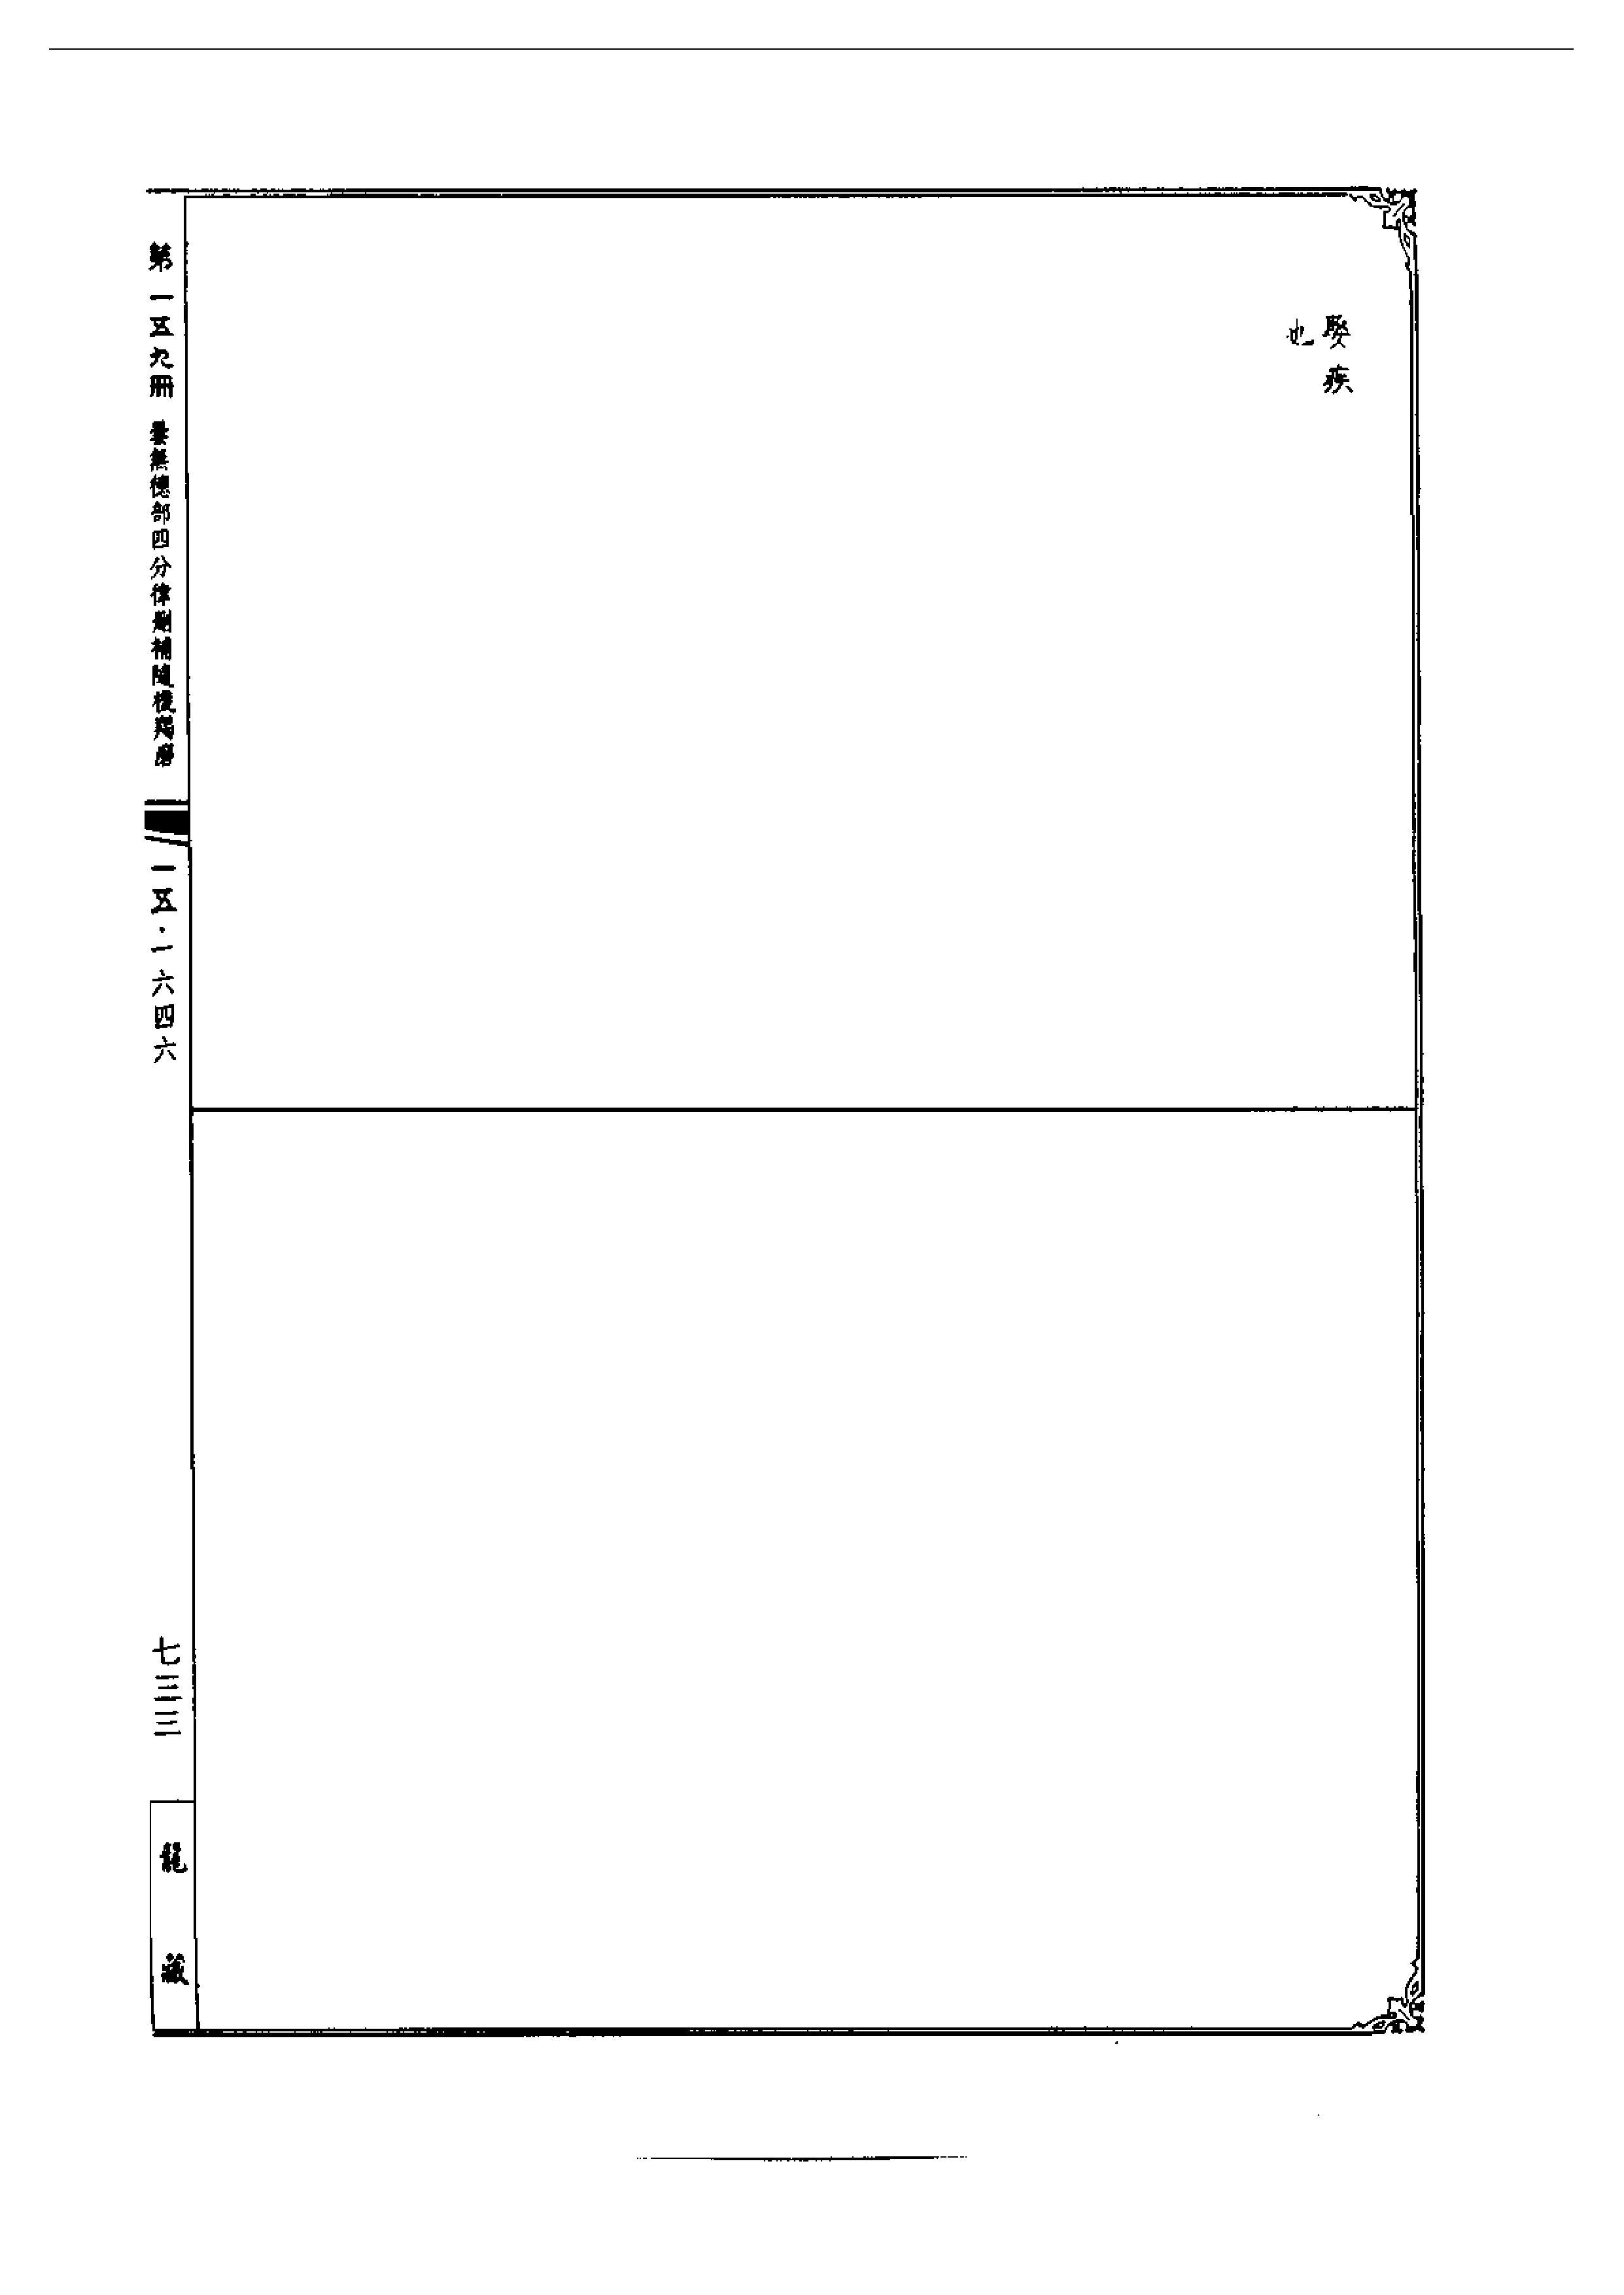 娶疾
也
第一五九冊 曇無德部四分律刪補隨機羯磨 一五·一六四六 七三三
龍藏